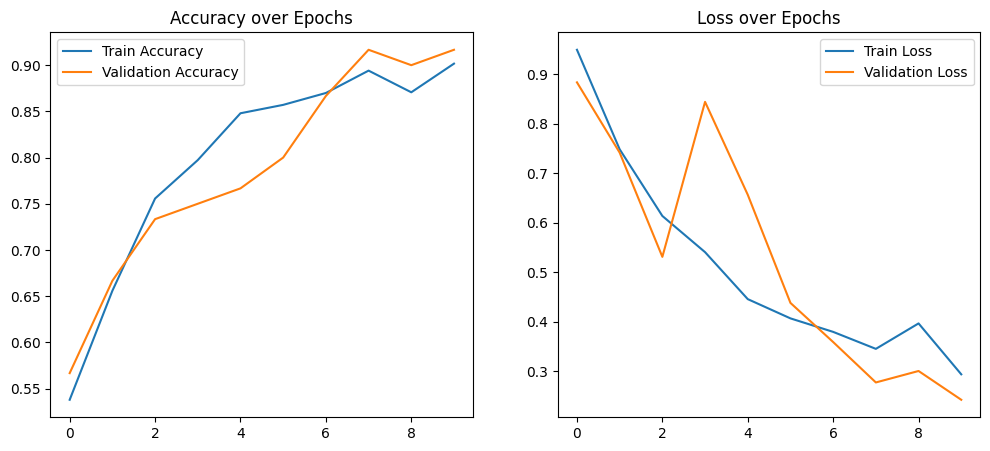 Accuracy over Epochs
Train Accuracy
Validation Accuracy
0.90
0.85
0.80
0.75
0.70
0.65
0.60
0.55
0 2 4 6 8
Loss over Epochs
Train Loss
Validation Loss
0.9
0.8
0.7
0.6
0.5
0.4
0.3
0 2 4 6 8